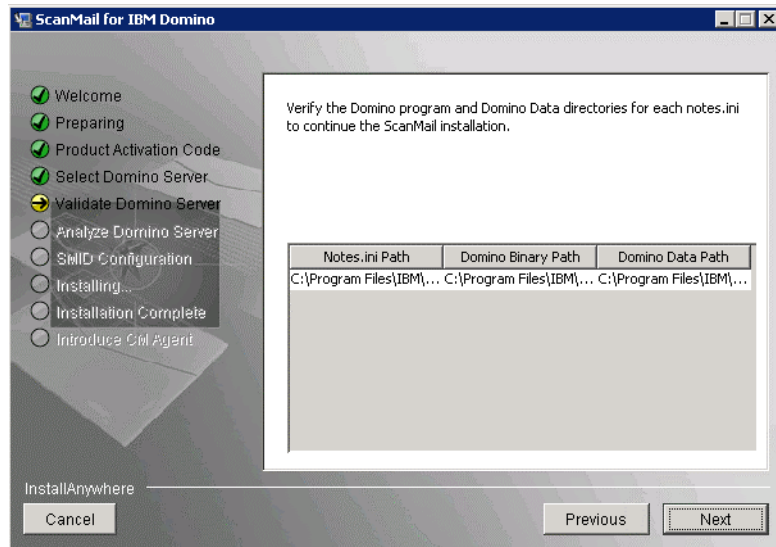 ScanMail for IBM Domino
Welcome
Preparing
Product Activation Code
Select Domino Server
Validate Domino Server
Analyze Domino Server
SMID Configuration
Installing...
Installation Complete
Introduce CM Agent
Verify the Domino program and Domino Data directories for each notes.ini
to continue the ScanMail installation.
Notes.ini Path Domino Binary Path Domino Data Path
C:\Program Files\IBM\... C:\Program Files\IBM\... C:\Program Files\IBM\...
InstallAnywhere
Cancel Previous Next